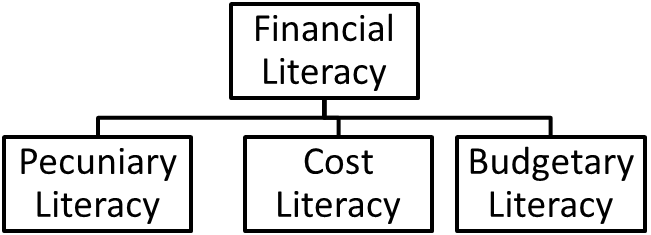 Financial
Literacy
Pecuniary
Literacy
Cost
Literacy
Budgetary
Literacy